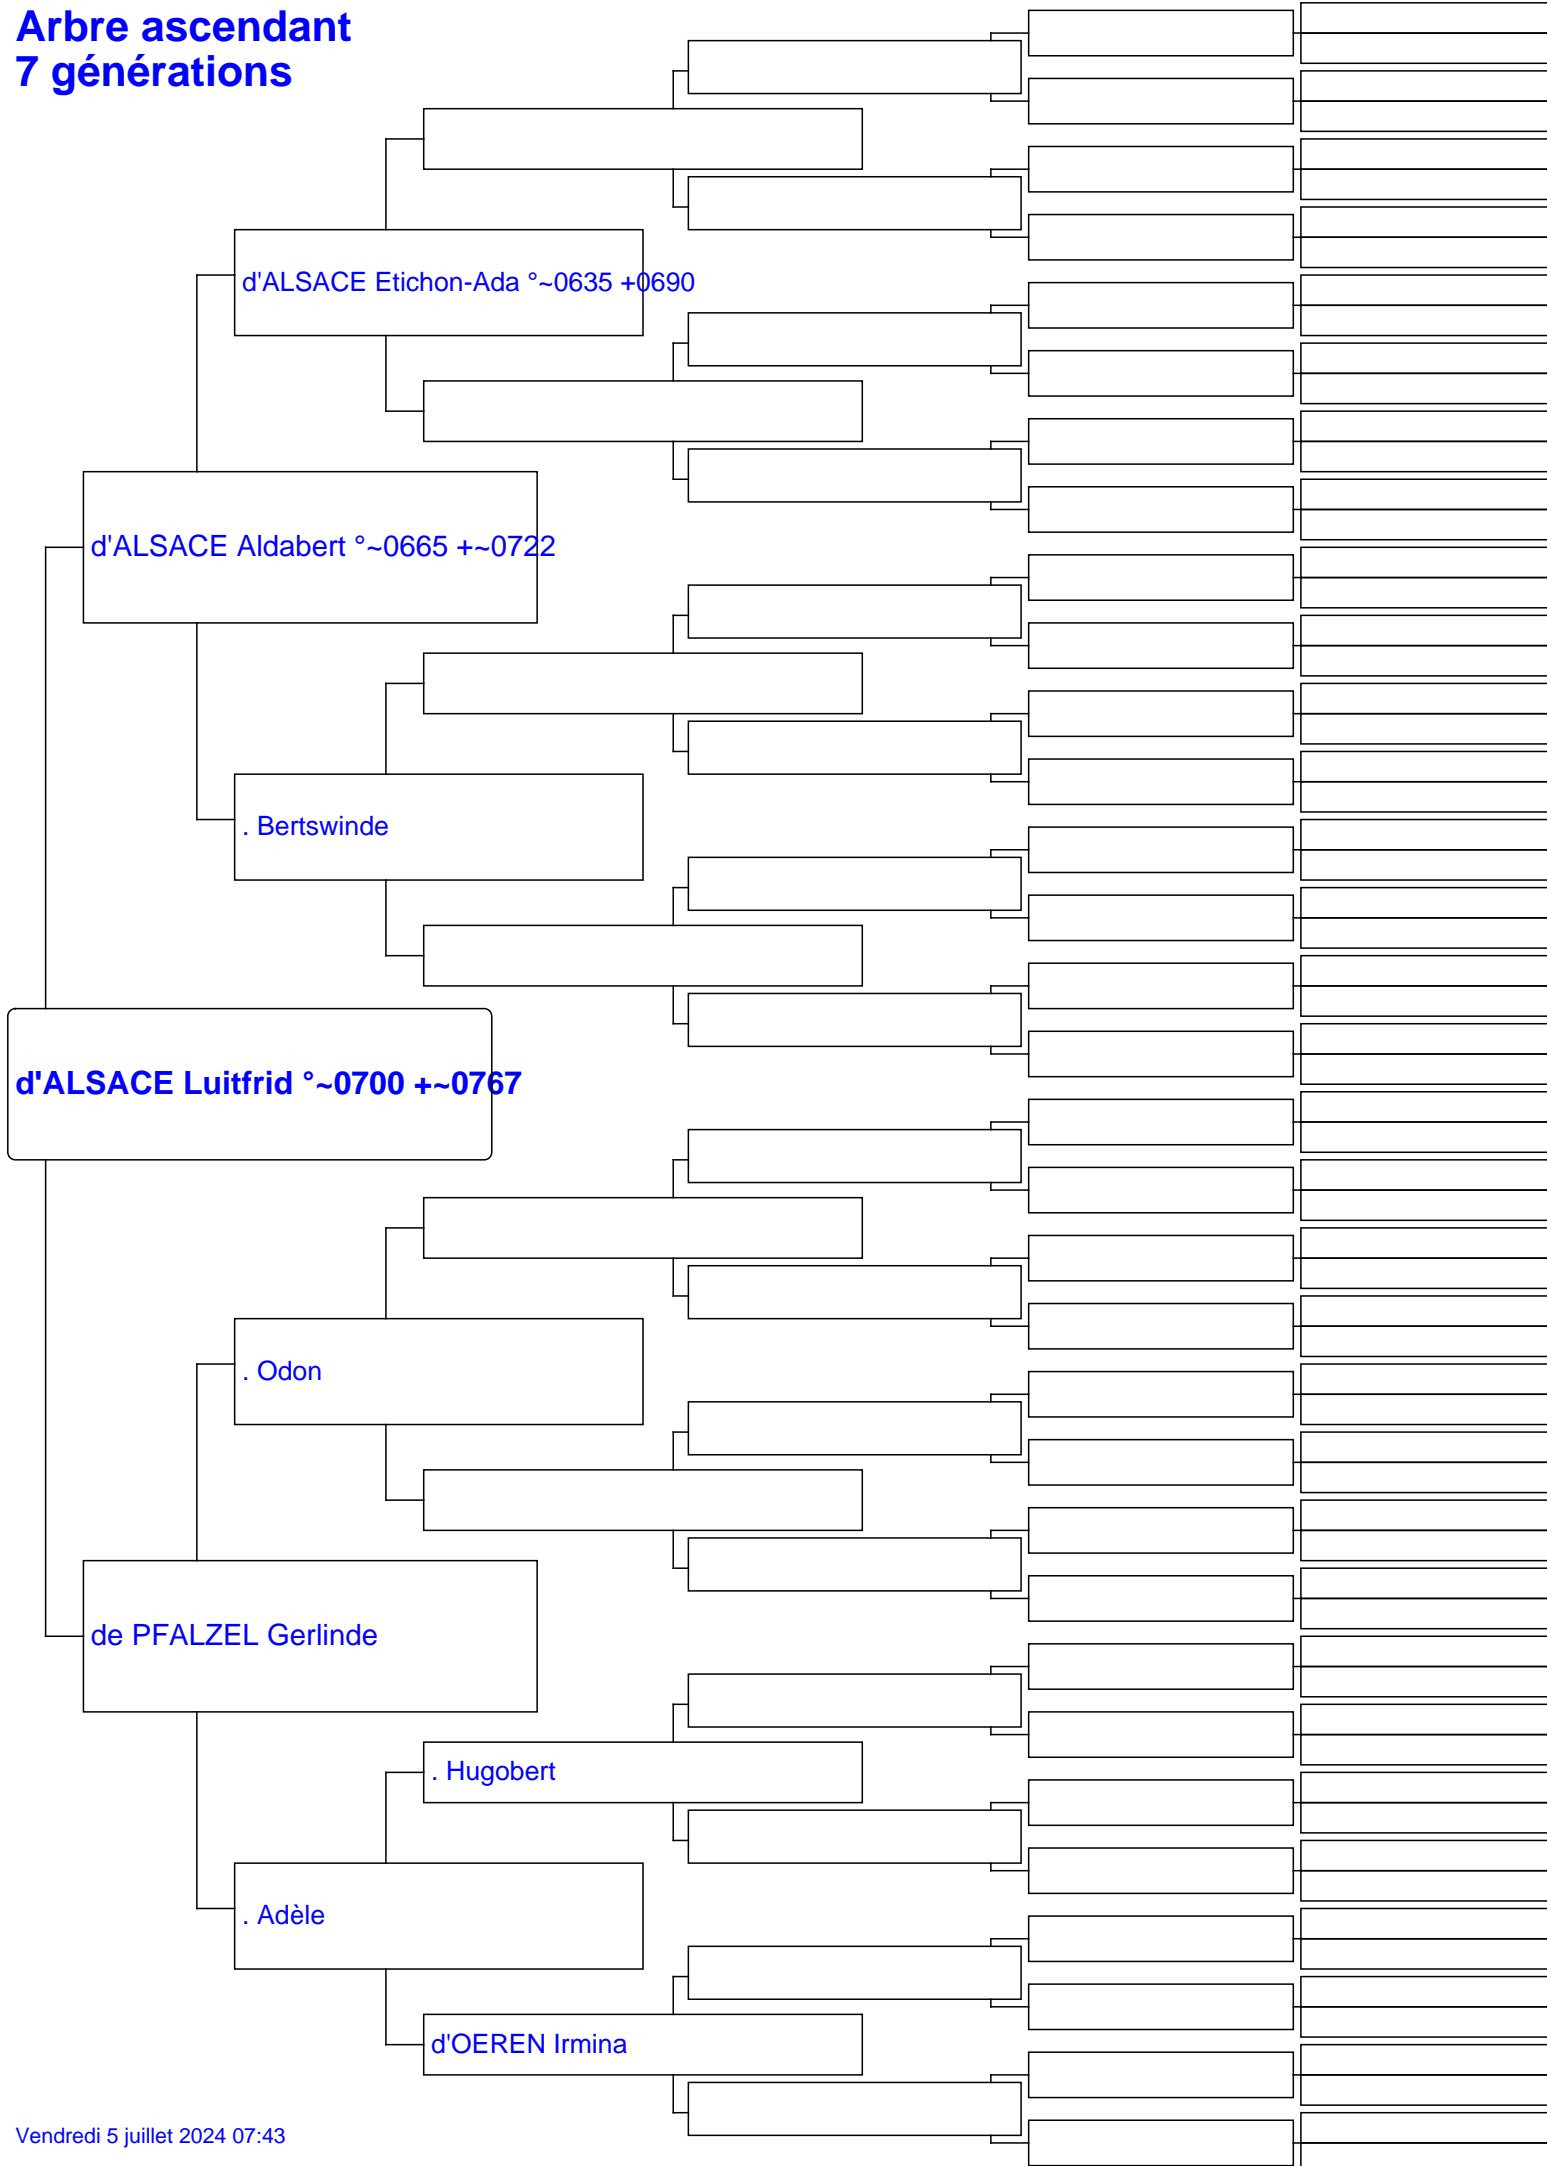 Arbre ascendant
7 générations
d'ALSACE Etichon-Ada °~0635 +0690
d'ALSACE Aldabert °~0665 +~0722
. Bertswinde
d'ALSACE Luitfrid °~0700 +~0767
. Odon
de PFALZEL Gerlinde
. Hugobert
. Adèle
d'OEREN Irmina
Vendredi 5 juillet 2024 07:43